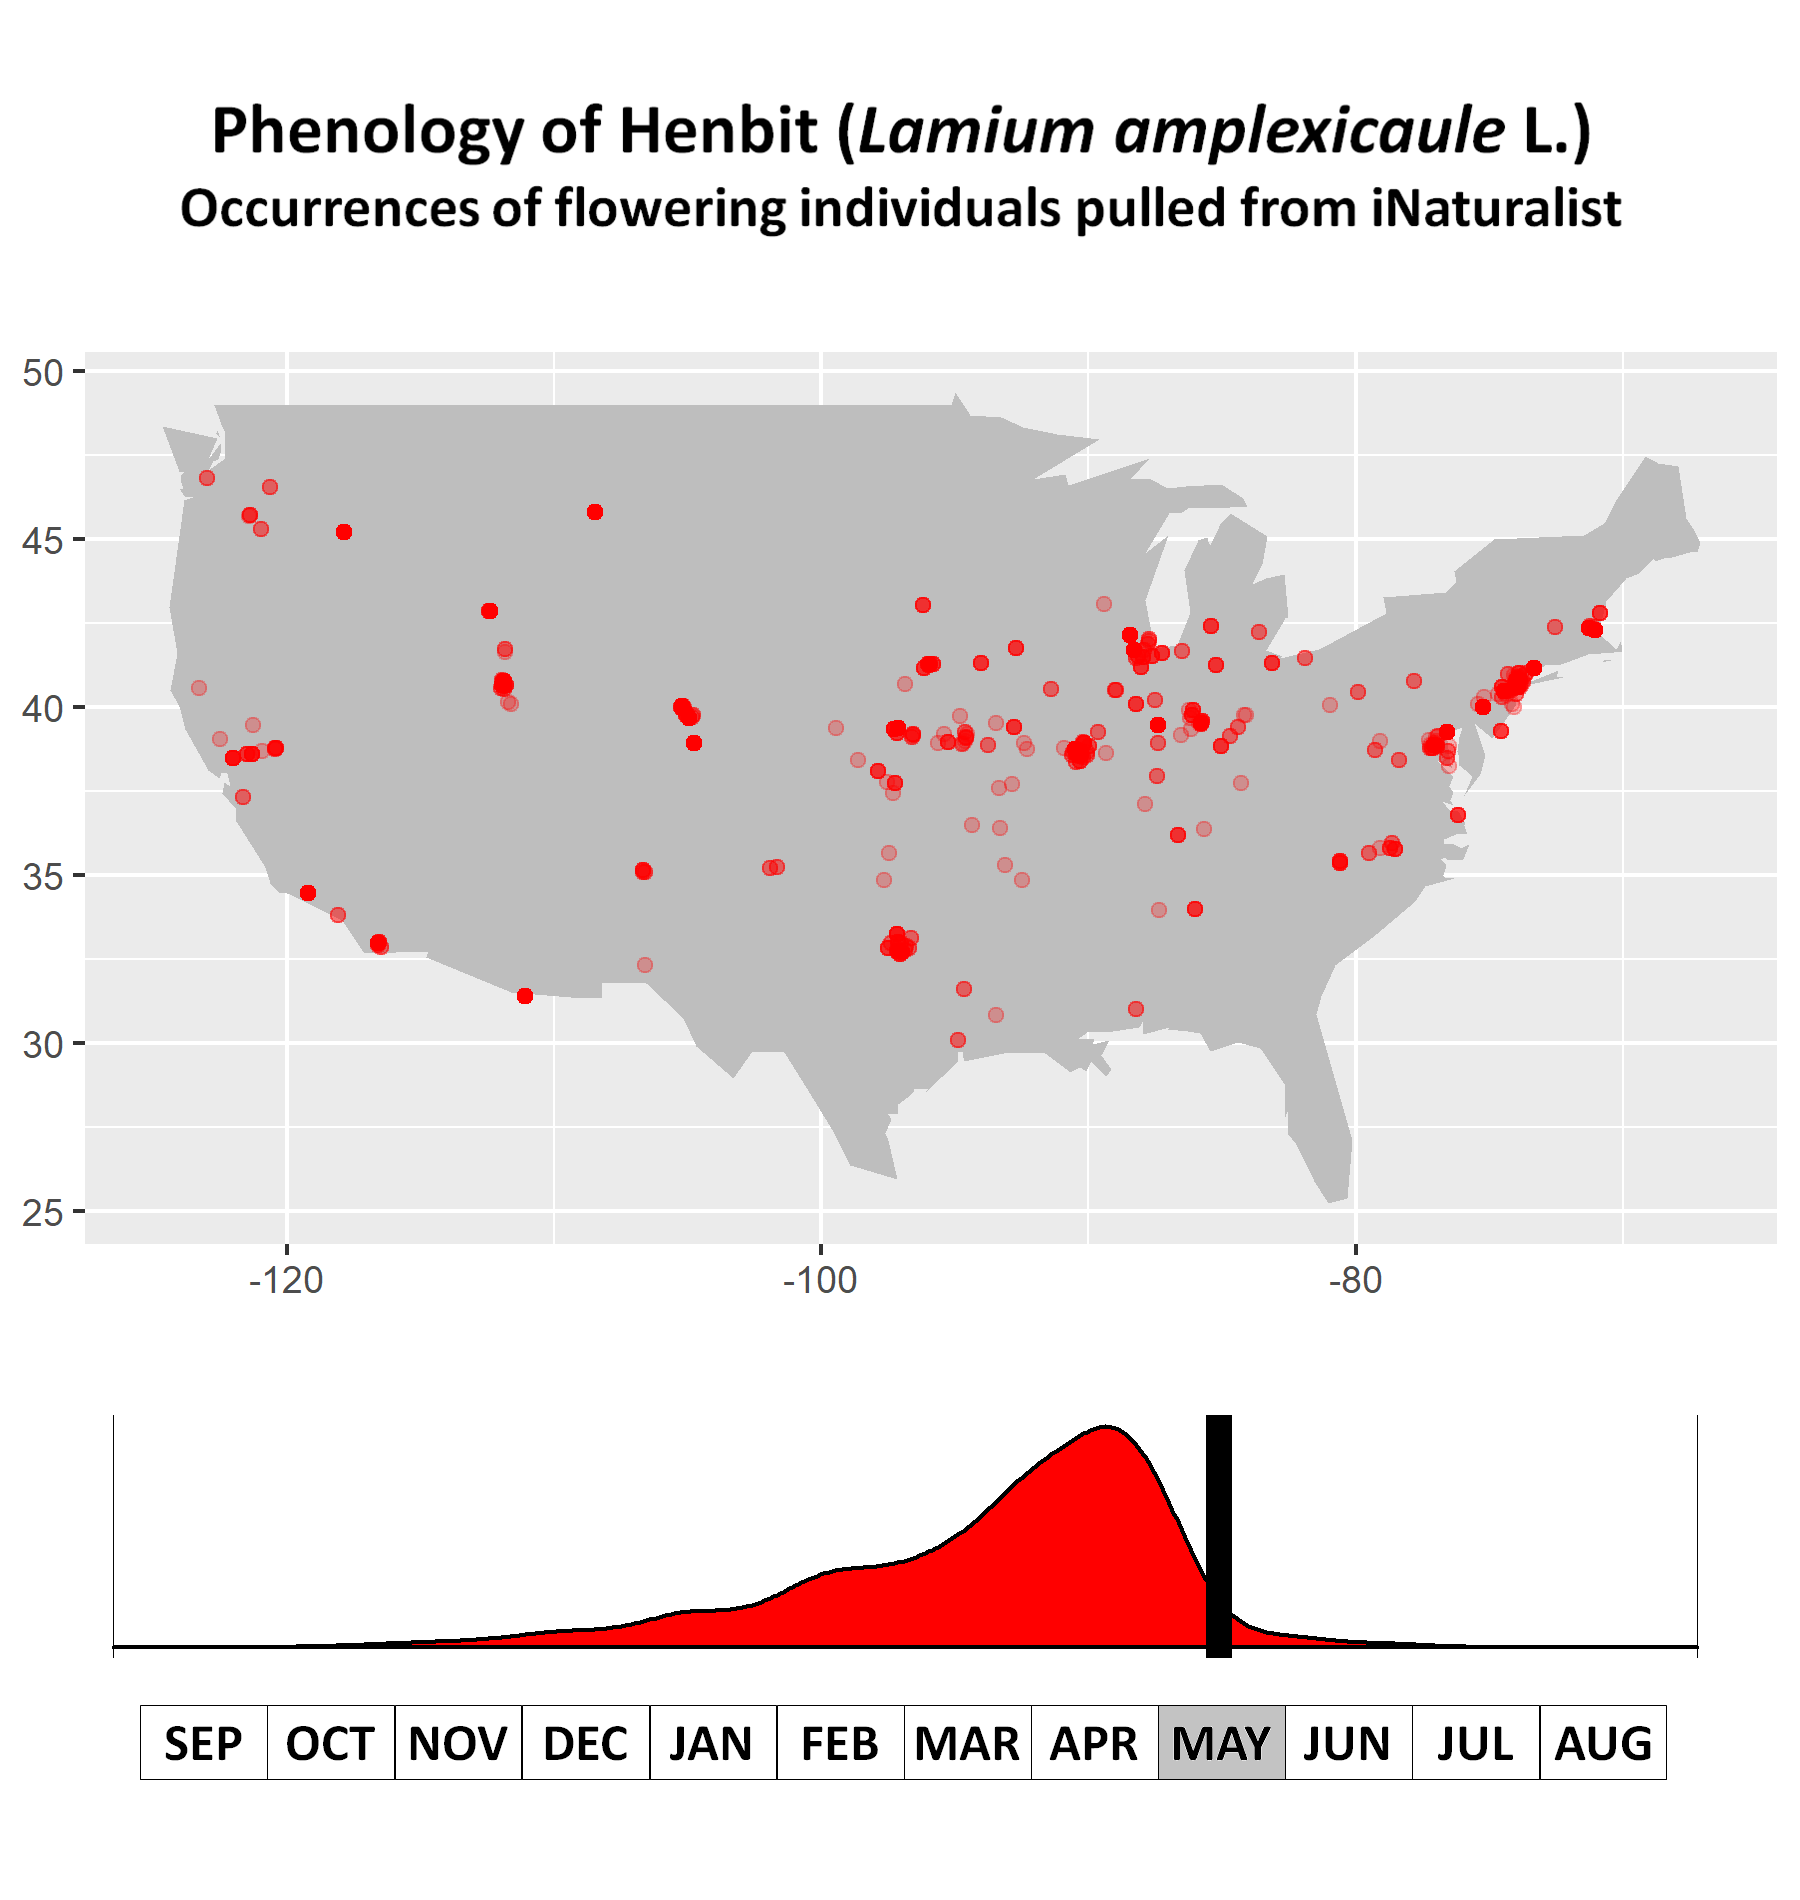 Phenology of Henbit (Lamium amplexicaule L.)
Occurrences of flowering individuals pulled from iNaturalist
50
45
40
35
30
25
-120 -100 -80
SEP OCT NOV DEC JAN FEB MAR APR MAY JUN JUL AUG